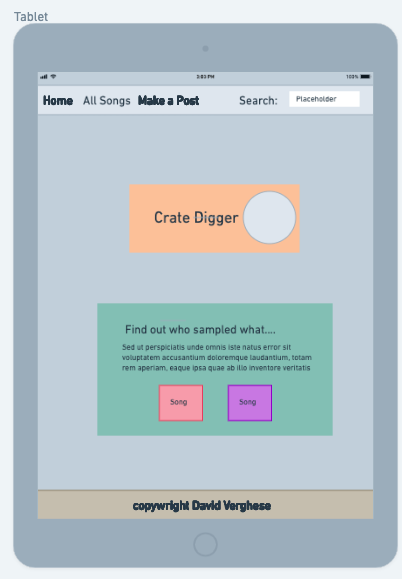 Tablet
3:03 PM 103%
Home All Songs Make a Post Search: Placeholder
Crate Digger
Find out who sampled what....
Sed ut perspiciatis unde omnis iste natus error sit
voluptatem accusantium doloremque laudantium, totam
rem aperiam, eaque ipsa quae ab illo inventore veritatis
Song Song
copywright David Verghese